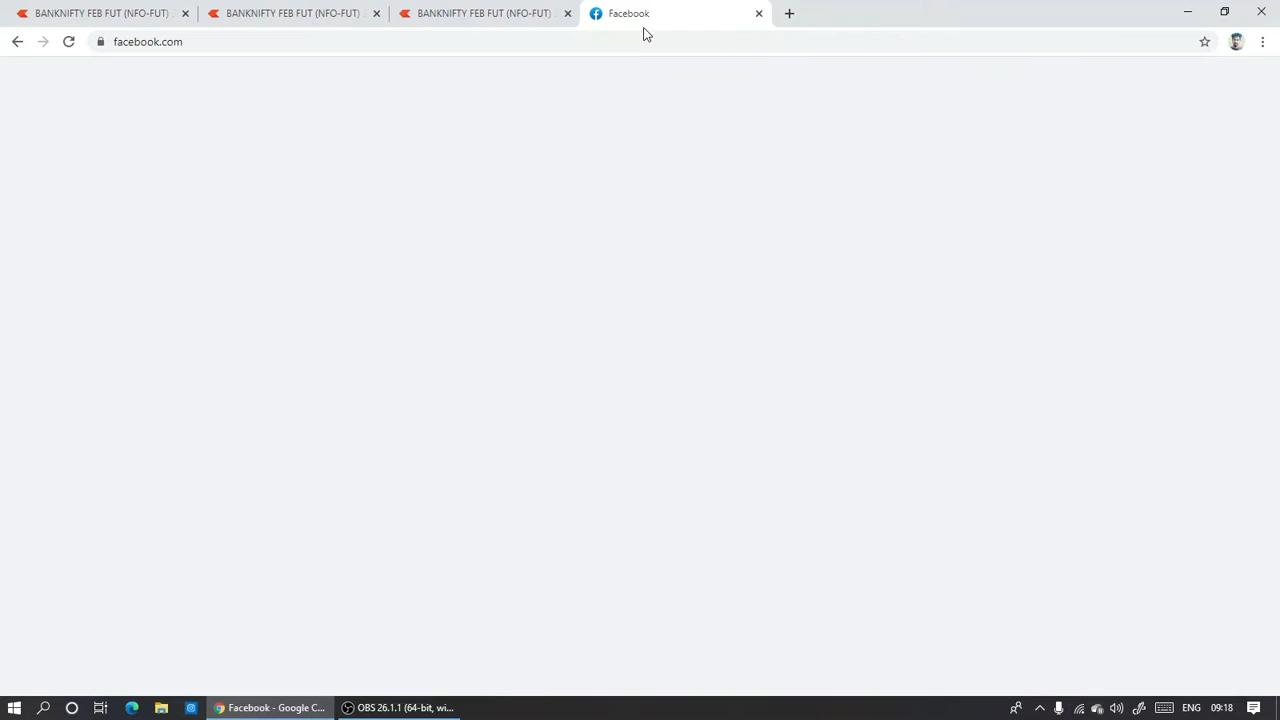 BANKNIFTY FEB FUT (NFO-FUT)
BANKNIFTY FEB FUT (NFO-FUT)
BANKNIFTY FEB FUT (NFO-FUT)
Facebook
facebook.com
Facebook - Google C...
OBS 26.1.1 (64-bit, wi...
ENG
09:18